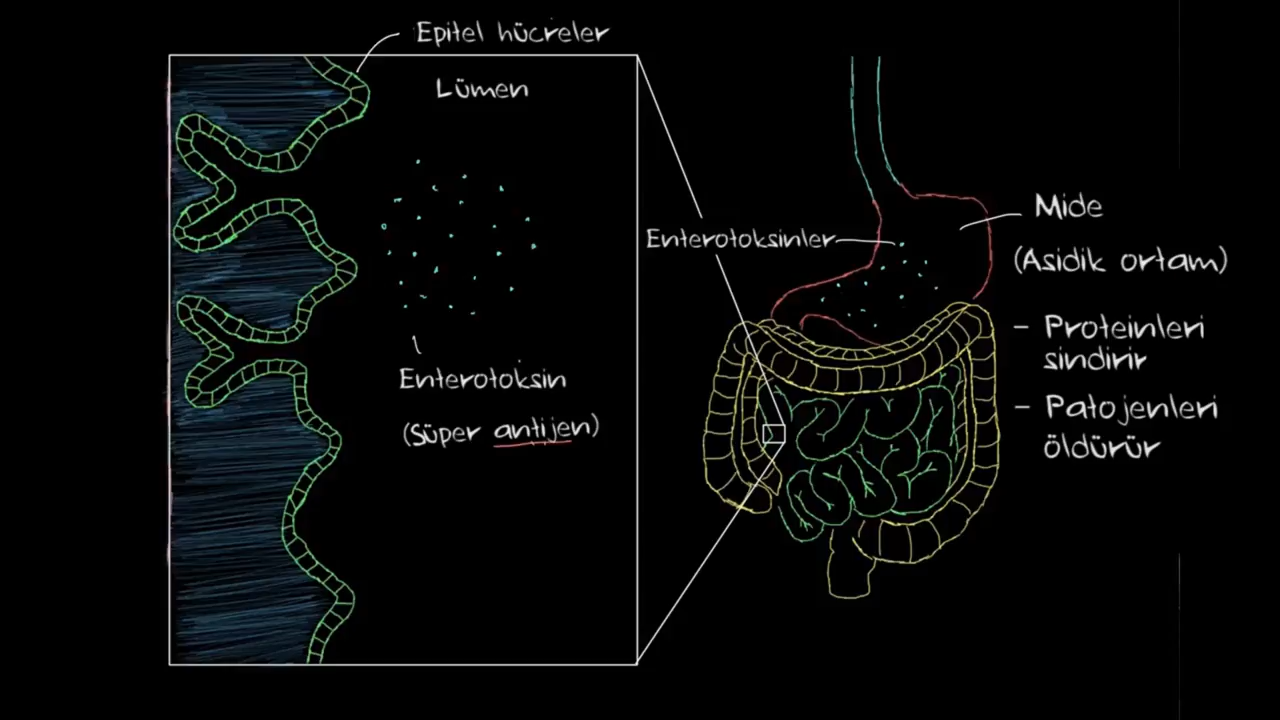 Epitel hücreler
Lümen
Enterotoksin
(Süper antijen)
Enterotoksinler
Mide
(Asidik ortam)
- Proteinleri
sindirir
- Patojenleri
öldürür